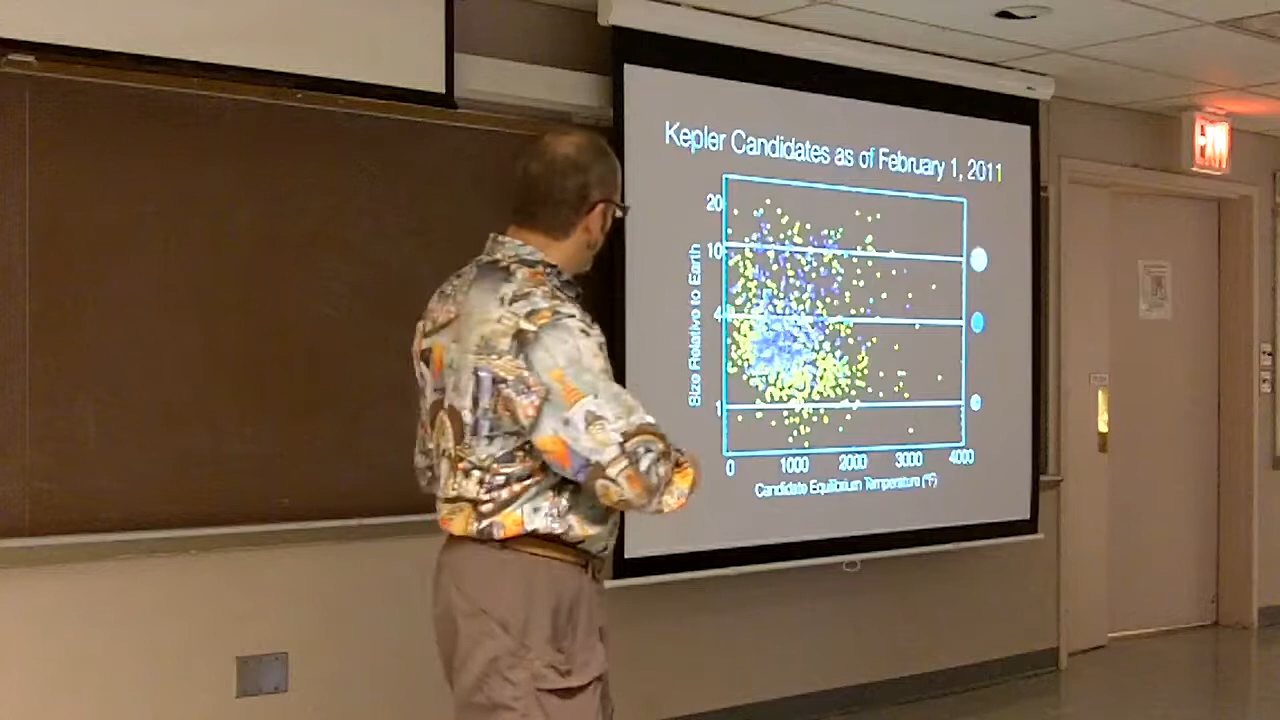 Kepler Candidates as of February 1, 2011
20
10
4
1
Size Relative to Earth
0 1000 2000 3000 4000
Candidate Equilibrium Temperature (°F)